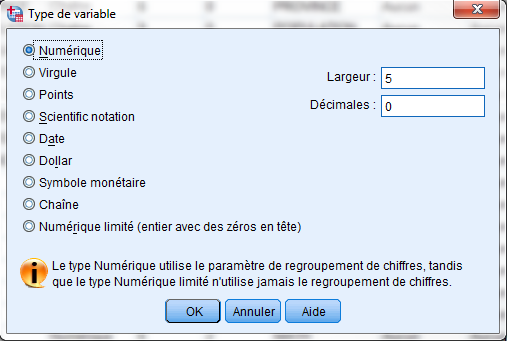 Type de variable
Numérique
Virgule
Points
Scientific notation
Date
Dollar
Symbole monétaire
Chaîne
Numérique limité (entier avec des zéros en tête)
Largeur : 5
Décimales : 0
Le type Numérique utilise le paramètre de regroupement de chiffres, tandis
que le type Numérique limité n'utilise jamais le regroupement de chiffres.
OK Annuler Aide